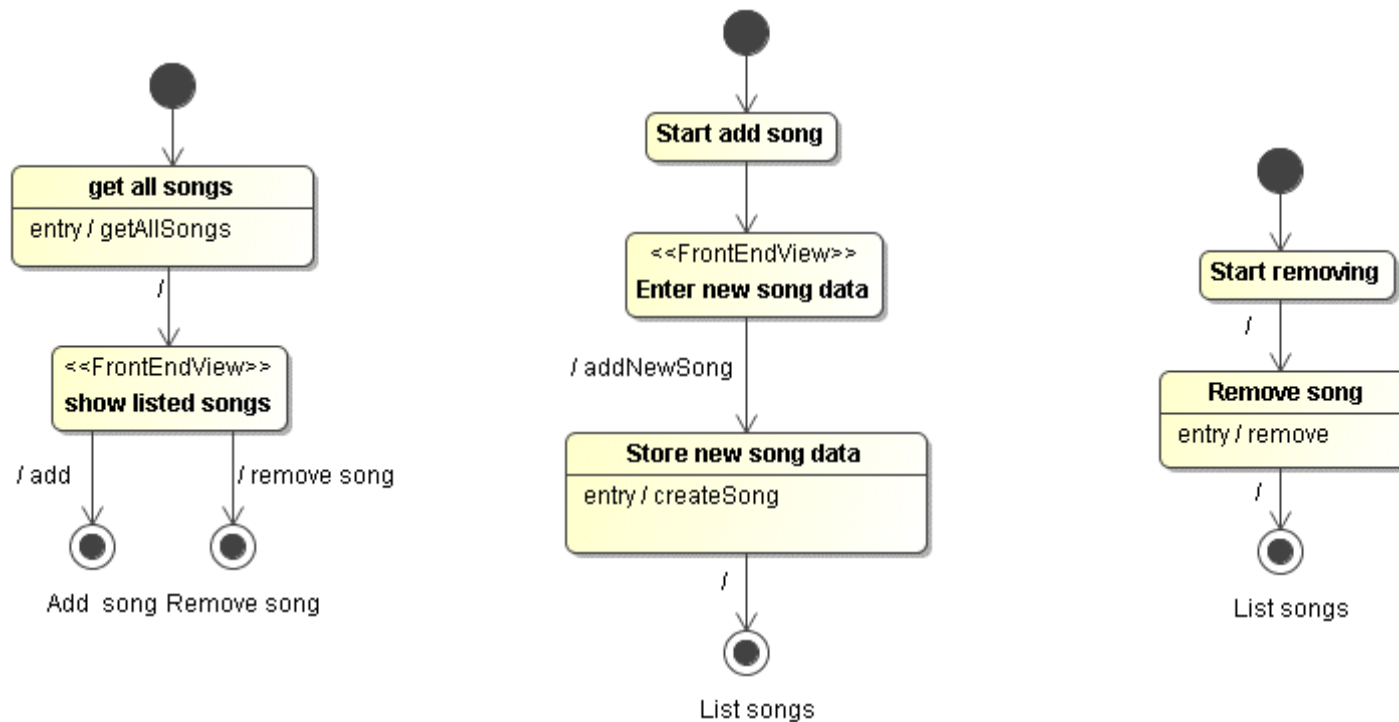 get all songs
entry / getAllSongs
/
<<FrontEndView>>
show listed songs
/ add
/ remove song
Add  song
Remove song
Start add song
<<FrontEndView>>
Enter new song data
/ addNewSong
Store new song data
entry / createSong
/
List songs
Start removing
/
Remove song
entry / remove
/
List songs